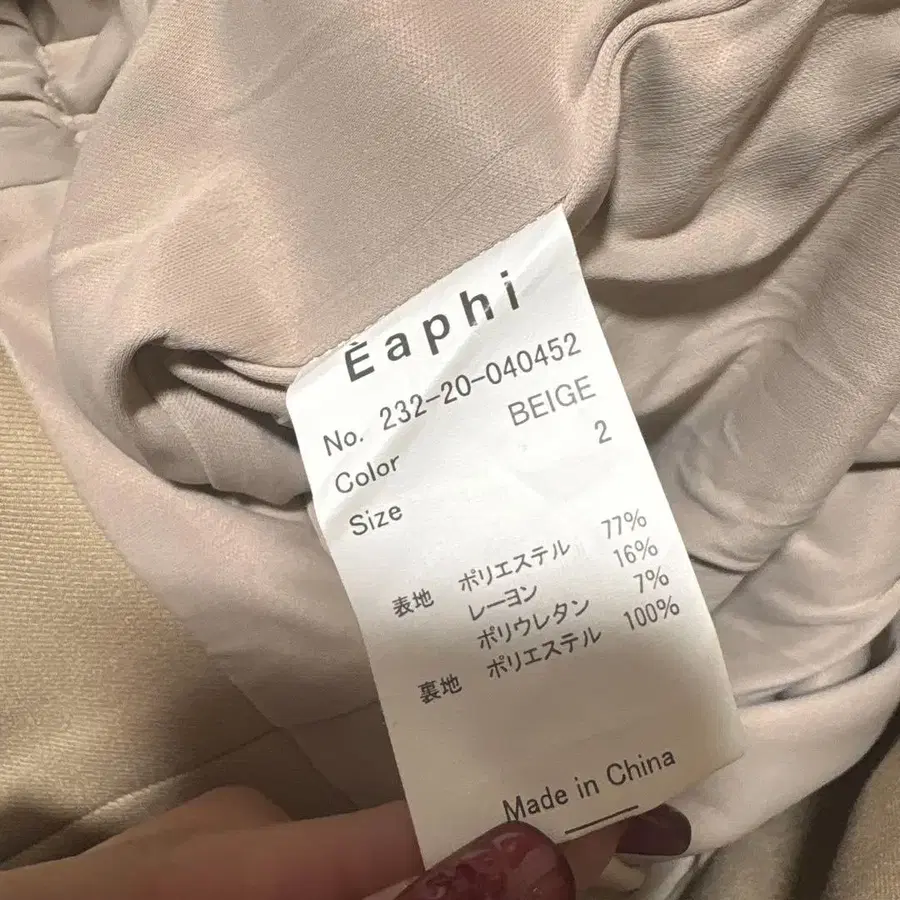 Èaphi
No. 232-20-040452
Color BEIGE
Size 2
表地 ポリエステル 77%
レーヨン 16%
ポリウレタン 7%
裏地 ポリエステル 100%
Made in China